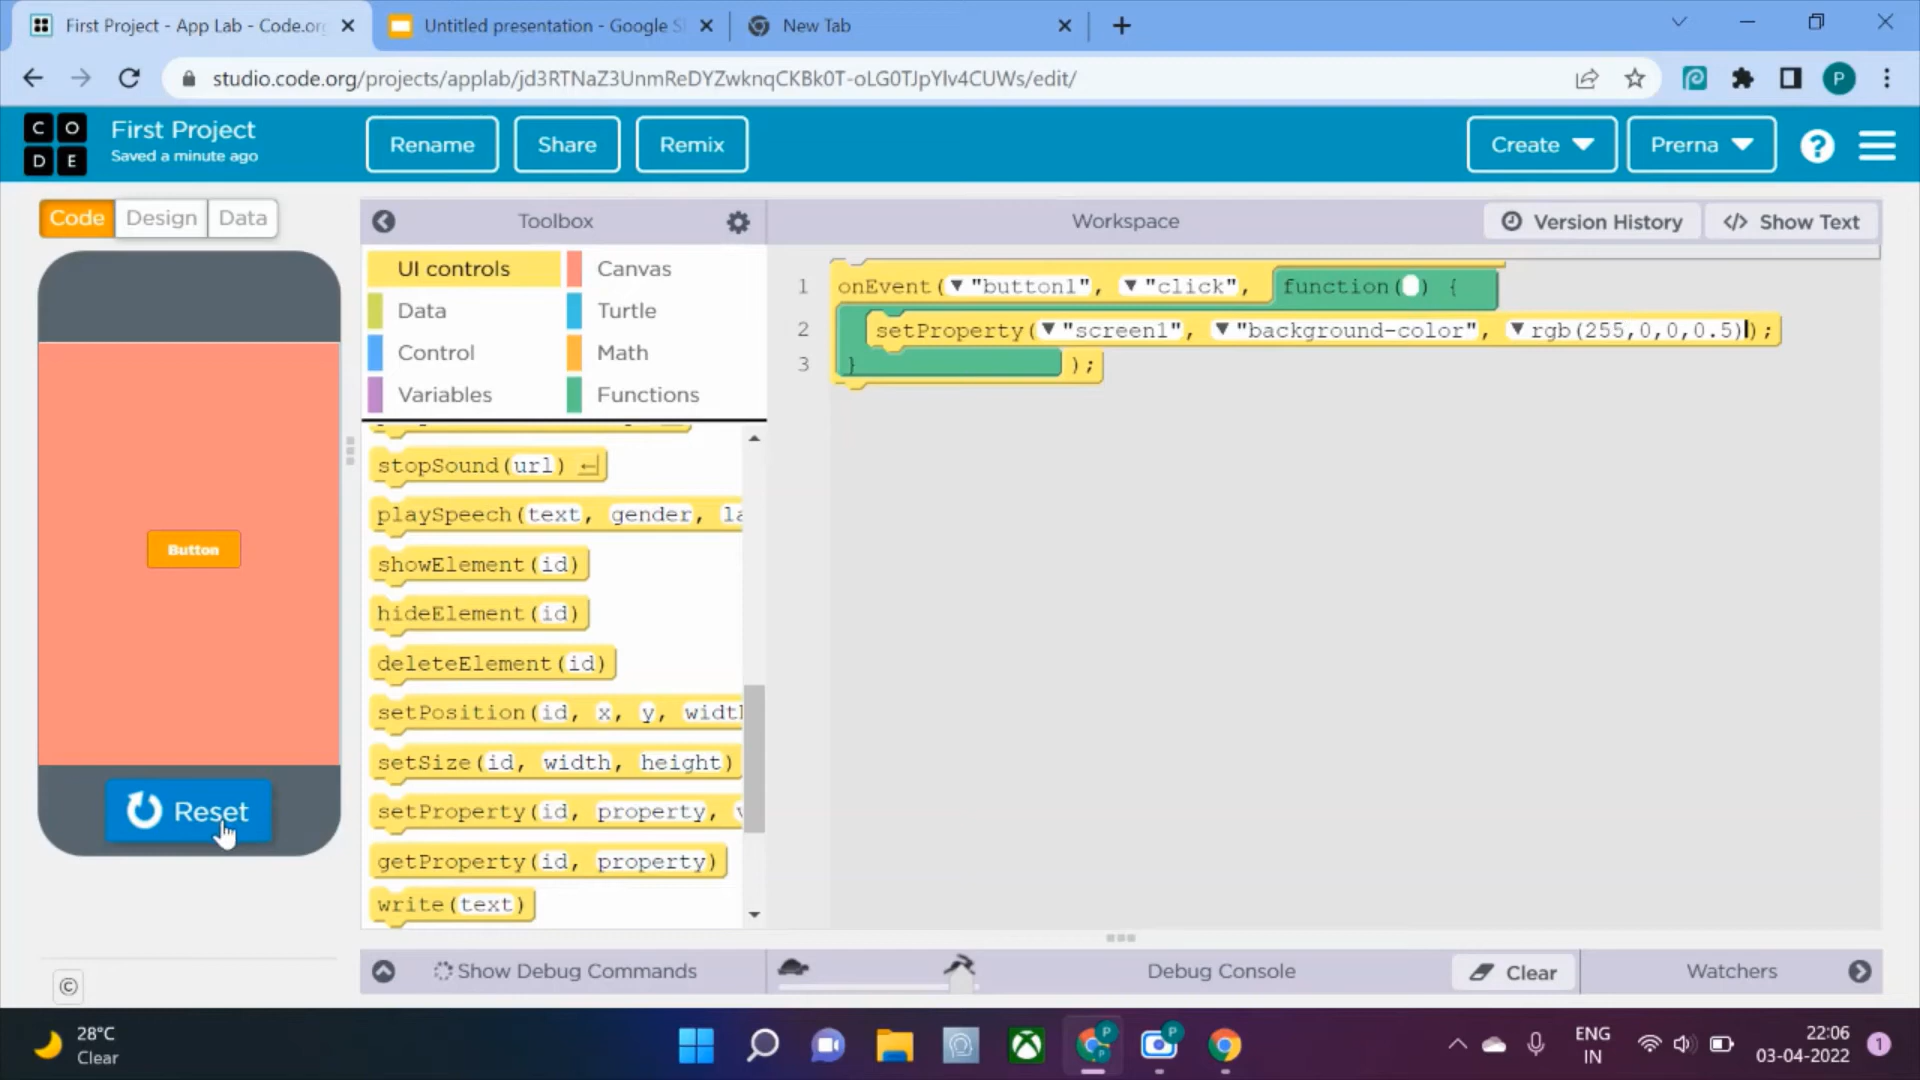 First Project - App Lab - Code.org
Untitled presentation - Google Sl
New Tab
studio.code.org/projects/applab/jd3RTNaZ3UnmReDYZwknqCKBk0T-oLG0TJpYlv4CUWs/edit/
P
C O
D E
First Project
Saved a minute ago
Rename
Share
Remix
Create
Prerna
?
Code
Design
Data
Toolbox
Workspace
Version History
</> Show Text
UI controls
Canvas
Data
Turtle
Control
Math
Variables
Functions
stopSound(url)
playSpeech(text, gender, la
showElement(id)
hideElement(id)
deleteElement(id)
setPosition(id, x, y, widtl
setSize(id, width, height)
setProperty(id, property, v
getProperty(id, property)
write(text)
1 onEvent(▼"button1", ▼"click", function( ) {
2 setProperty(▼"screen1", ▼"background-color", ▼rgb(255,0,0,0.5));
3 } );
Button
Reset
©
Show Debug Commands
Debug Console
Clear
Watchers
28°C
Clear
P
P
P
ENG
IN
22:06
03-04-2022
1